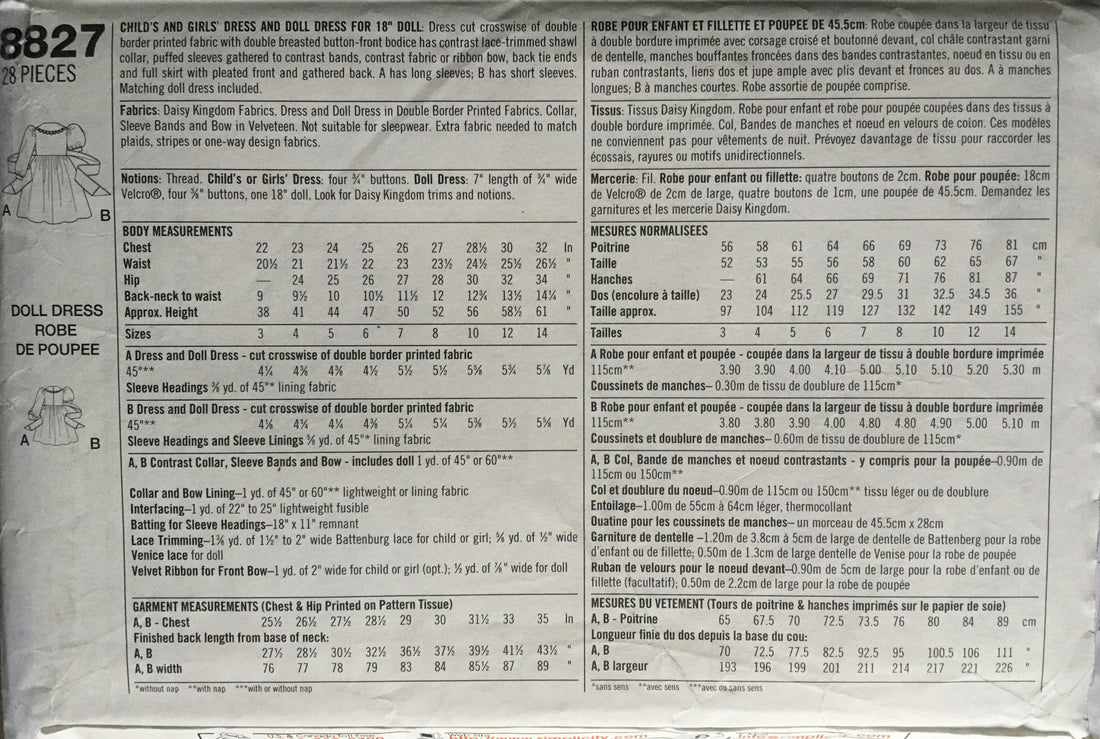 8827
28 PIECES
A
B
DOLL DRESS
ROBE
DE POUPEE
A
B
CHILD'S AND GIRLS' DRESS AND DOLL DRESS FOR 18" DOLL: Dress cut crosswise of double
border printed fabric with double breasted button-front bodice has contrast lace-trimmed shawl
collar, puffed sleeves gathered to contrast bands, contrast fabric or ribbon bow, back tie ends
and full skirt with pleated front and gathered back. A has long sleeves; B has short sleeves.
Matching doll dress included.
Fabrics: Daisy Kingdom Fabrics. Dress and Doll Dress in Double Border Printed Fabrics. Collar,
Sleeve Bands and Bow in Velveteen. Not suitable for sleepwear. Extra fabric needed to match
plaids, stripes or one-way design fabrics.
Notions: Thread. Child's or Girls' Dress: four ¾" buttons. Doll Dress: 7" length of ¾" wide
Velcro®, four ⅜" buttons, one 18" doll. Look for Daisy Kingdom trims and notions.
BODY MEASUREMENTS
Chest 22 23 24 25 26 27 28½ 30 32 In
Waist 20½ 21 21½ 22 23 23½ 24½ 25½ 26½ "
Hip — 24 25 26 27 28 30 32 34 "
Back-neck to waist 9 9½ 10 10½ 11½ 12 12¾ 13½ 14¼ "
Approx. Height 38 41 44 47 50 52 56 58½ 61 "
Sizes 3 4 5 6 7 8 10 12 14
A Dress and Doll Dress - cut crosswise of double border printed fabric
45"** 4¼ 4⅜ 4⅜ 4½ 5½ 5⅝ 5⅝ 5¾ 5⅞ Yd
Sleeve Headings ⅜ yd. of 45"* lining fabric
B Dress and Doll Dress - cut crosswise of double border printed fabric
45"** 4⅛ 4¼ 4¼ 4⅜ 5¼ 5¼ 5⅜ 5½ 5⅝ Yd
Sleeve Headings and Sleeve Linings ⅝ yd. of 45"* lining fabric
A, B Contrast Collar, Sleeve Bands and Bow - includes doll 1 yd. of 45" or 60"**
Collar and Bow Lining–1 yd. of 45" or 60"** lightweight or lining fabric
Interfacing–1 yd. of 22" to 25" lightweight fusible
Batting for Sleeve Headings–18" x 11" remnant
Lace Trimming–1⅜ yd. of 1½" to 2" wide Battenburg lace for child or girl; ⅝ yd. of ½" wide
Venice lace for doll
Velvet Ribbon for Front Bow–1 yd. of 2" wide for child or girl (opt.); ½ yd. of ⅞" wide for doll
GARMENT MEASUREMENTS (Chest & Hip Printed on Pattern Tissue)
A, B - Chest 25½ 26½ 27½ 28½ 29 30 31½ 33 35 In
Finished back length from base of neck:
A, B 27½ 28½ 30½ 32½ 36½ 37½ 39½ 41½ 43½ "
A, B width 76 77 78 79 83 84 85½ 87 89 "
*without nap **with nap ***with or without nap
ROBE POUR ENFANT ET FILLETTE ET POUPEE DE 45.5cm: Robe coupée dans la largeur de tissu
à double bordure imprimée avec corsage croisé et boutonné devant, col châle contrastant garni
de dentelle, manches bouffantes froncées dans des bandes contrastantes, noeud en tissu ou en
ruban contrastants, liens dos et jupe ample avec plis devant et fronces au dos. A à manches
longues; B à manches courtes. Robe assortie de poupée comprise.
Tissus: Tissus Daisy Kingdom. Robe pour enfant et robe pour poupée coupées dans des tissus à
double bordure imprimée. Col, Bandes de manches et noeud en velours de coton. Ces modèles
ne conviennent pas pour vêtements de nuit. Prévoyez davantage de tissu pour raccorder les
écossais, rayures ou motifs unidirectionnels.
Mercerie: Fil. Robe pour enfant ou fillette: quatre boutons de 2cm. Robe pour poupée: 18cm
de Velcro® de 2cm de large, quatre boutons de 1cm, une poupée de 45.5cm. Demandez les
garnitures et les mercerie Daisy Kingdom.
MESURES NORMALISEES
Poitrine 56 58 61 64 66 69 73 76 81 cm
Taille 52 53 55 56 58 60 62 65 67 "
Hanches — 61 64 66 69 71 76 81 87 "
Dos (encolure à taille) 23 24 25.5 27 29.5 31 32.5 34.5 36 "
Taille approx. 97 104 112 119 127 132 142 149 155 "
Tailles 3 4 5 6 7 8 10 12 14
A Robe pour enfant et poupée - coupée dans la largeur de tissu à double bordure imprimée
115cm** 3.90 3.90 4.00 4.10 5.00 5.10 5.10 5.20 5.30 m
Coussinets de manches– 0.30m de tissu de doublure de 115cm*
B Robe pour enfant et poupée - coupée dans la largeur de tissu à double bordure imprimée
115cm** 3.80 3.80 3.90 4.00 4.80 4.80 4.90 5.00 5.10 m
Coussinets et doublure de manches– 0.60m de tissu de doublure de 115cm*
A, B Col, Bande de manches et noeud contrastants - y compris pour la poupée–0.90m de
115cm ou 150cm**
Col et doublure du noeud–0.90m de 115cm ou 150cm** tissu léger ou de doublure
Entoilage–1.00m de 55cm à 64cm léger, thermocollant
Ouatine pour les coussinets de manches– un morceau de 45.5cm x 28cm
Garniture de dentelle –1.20m de 3.8cm à 5cm de large de dentelle de Battenberg pour la robe
d'enfant ou de fillette; 0.50m de 1.3cm de large dentelle de Venise pour la robe de poupée
Ruban de velours pour le noeud devant–0.90m de 5cm de large pour la robe d'enfant ou de
fillette (facultatif); 0.50m de 2.2cm de large pour la robe de poupée
MESURES DU VETEMENT (Tours de poitrine & hanches imprimés sur le papier de soie)
A, B - Poitrine 65 67.5 70 72.5 73.5 76 80 84 89 cm
Longueur finie du dos depuis la base du cou:
A, B 70 72.5 77.5 82.5 92.5 95 100.5 106 111 "
A, B largeur 193 196 199 201 211 214 217 221 226 "
*sans sens **avec sens ***avec ou sans sens